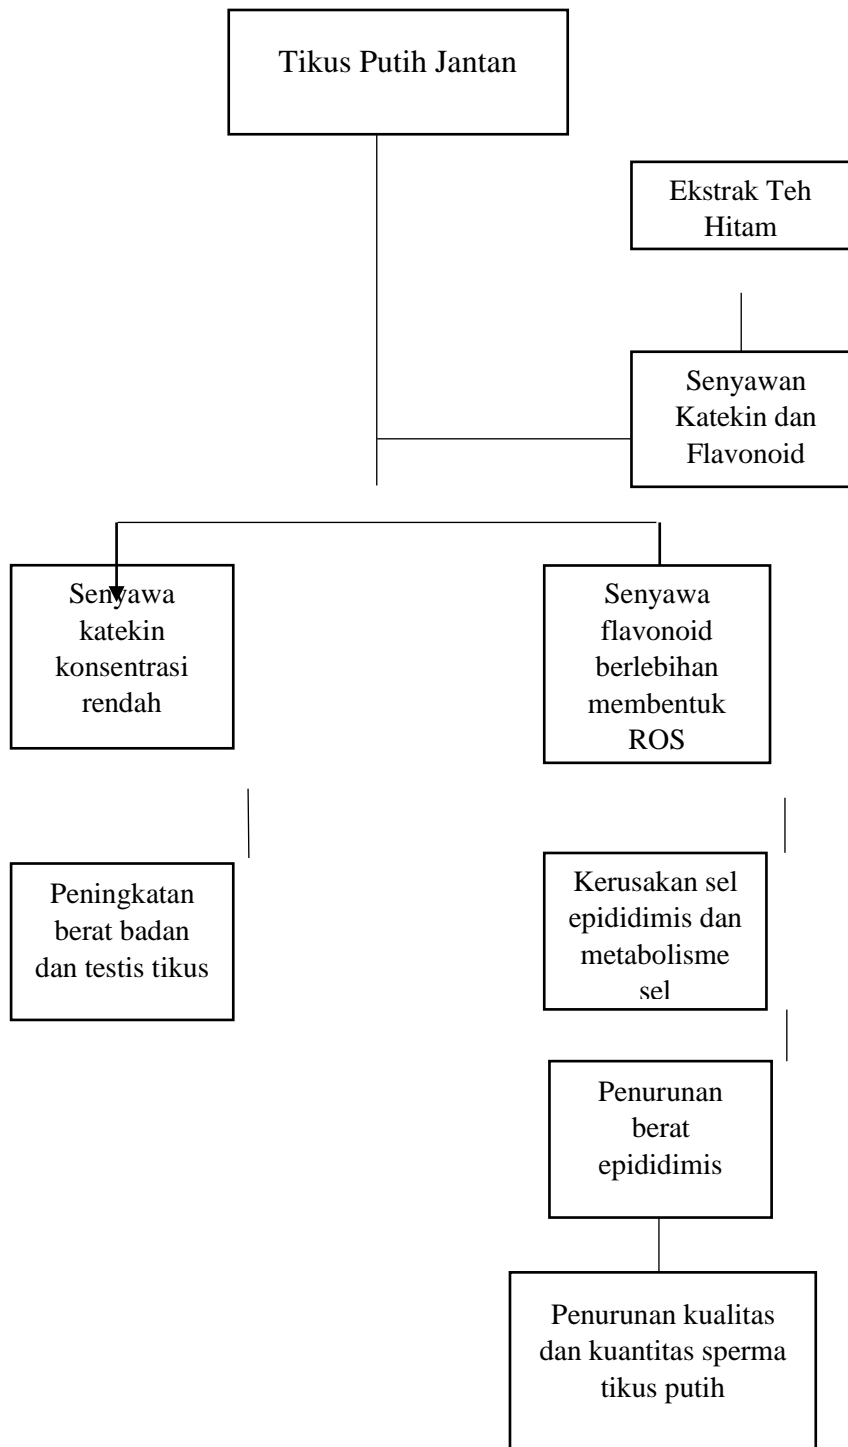 Tikus Putih Jantan
Ekstrak Teh
Hitam
Senyawan
Katekin dan
Flavonoid
Senyawa
katekin
konsentrasi
rendah
Senyawa
flavonoid
berlebihan
membentuk
ROS
Peningkatan
berat badan
dan testis tikus
Kerusakan sel
epididimis dan
metabolisme
sel
Penurunan
berat
epididimis
Penurunan kualitas
dan kuantitas sperma
tikus putih